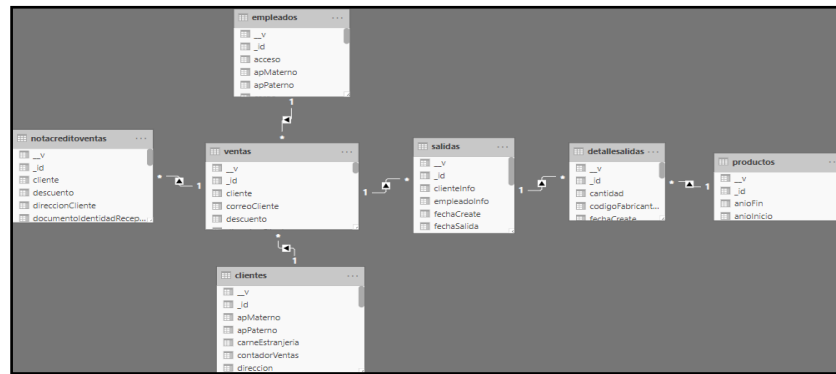 empleados
__v
_id
acceso
apMaterno
apPaterno
1
*
notacreditoventas
__v
_id
cliente
descuento
direccionCliente
documentoIdentidadRecep...
*
1
ventas
__v
_id
cliente
correoCliente
descuento
1
*
salidas
__v
_id
clienteInfo
empleadoInfo
fechaCreate
fechaSalida
1
*
detallesalidas
__v
_id
cantidad
codigoFabricant...
fechaCreate
*
1
productos
__v
_id
anioFin
anioInicio
*
1
clientes
__v
_id
apMaterno
apPaterno
carneEstranjeria
contadorVentas
direccion